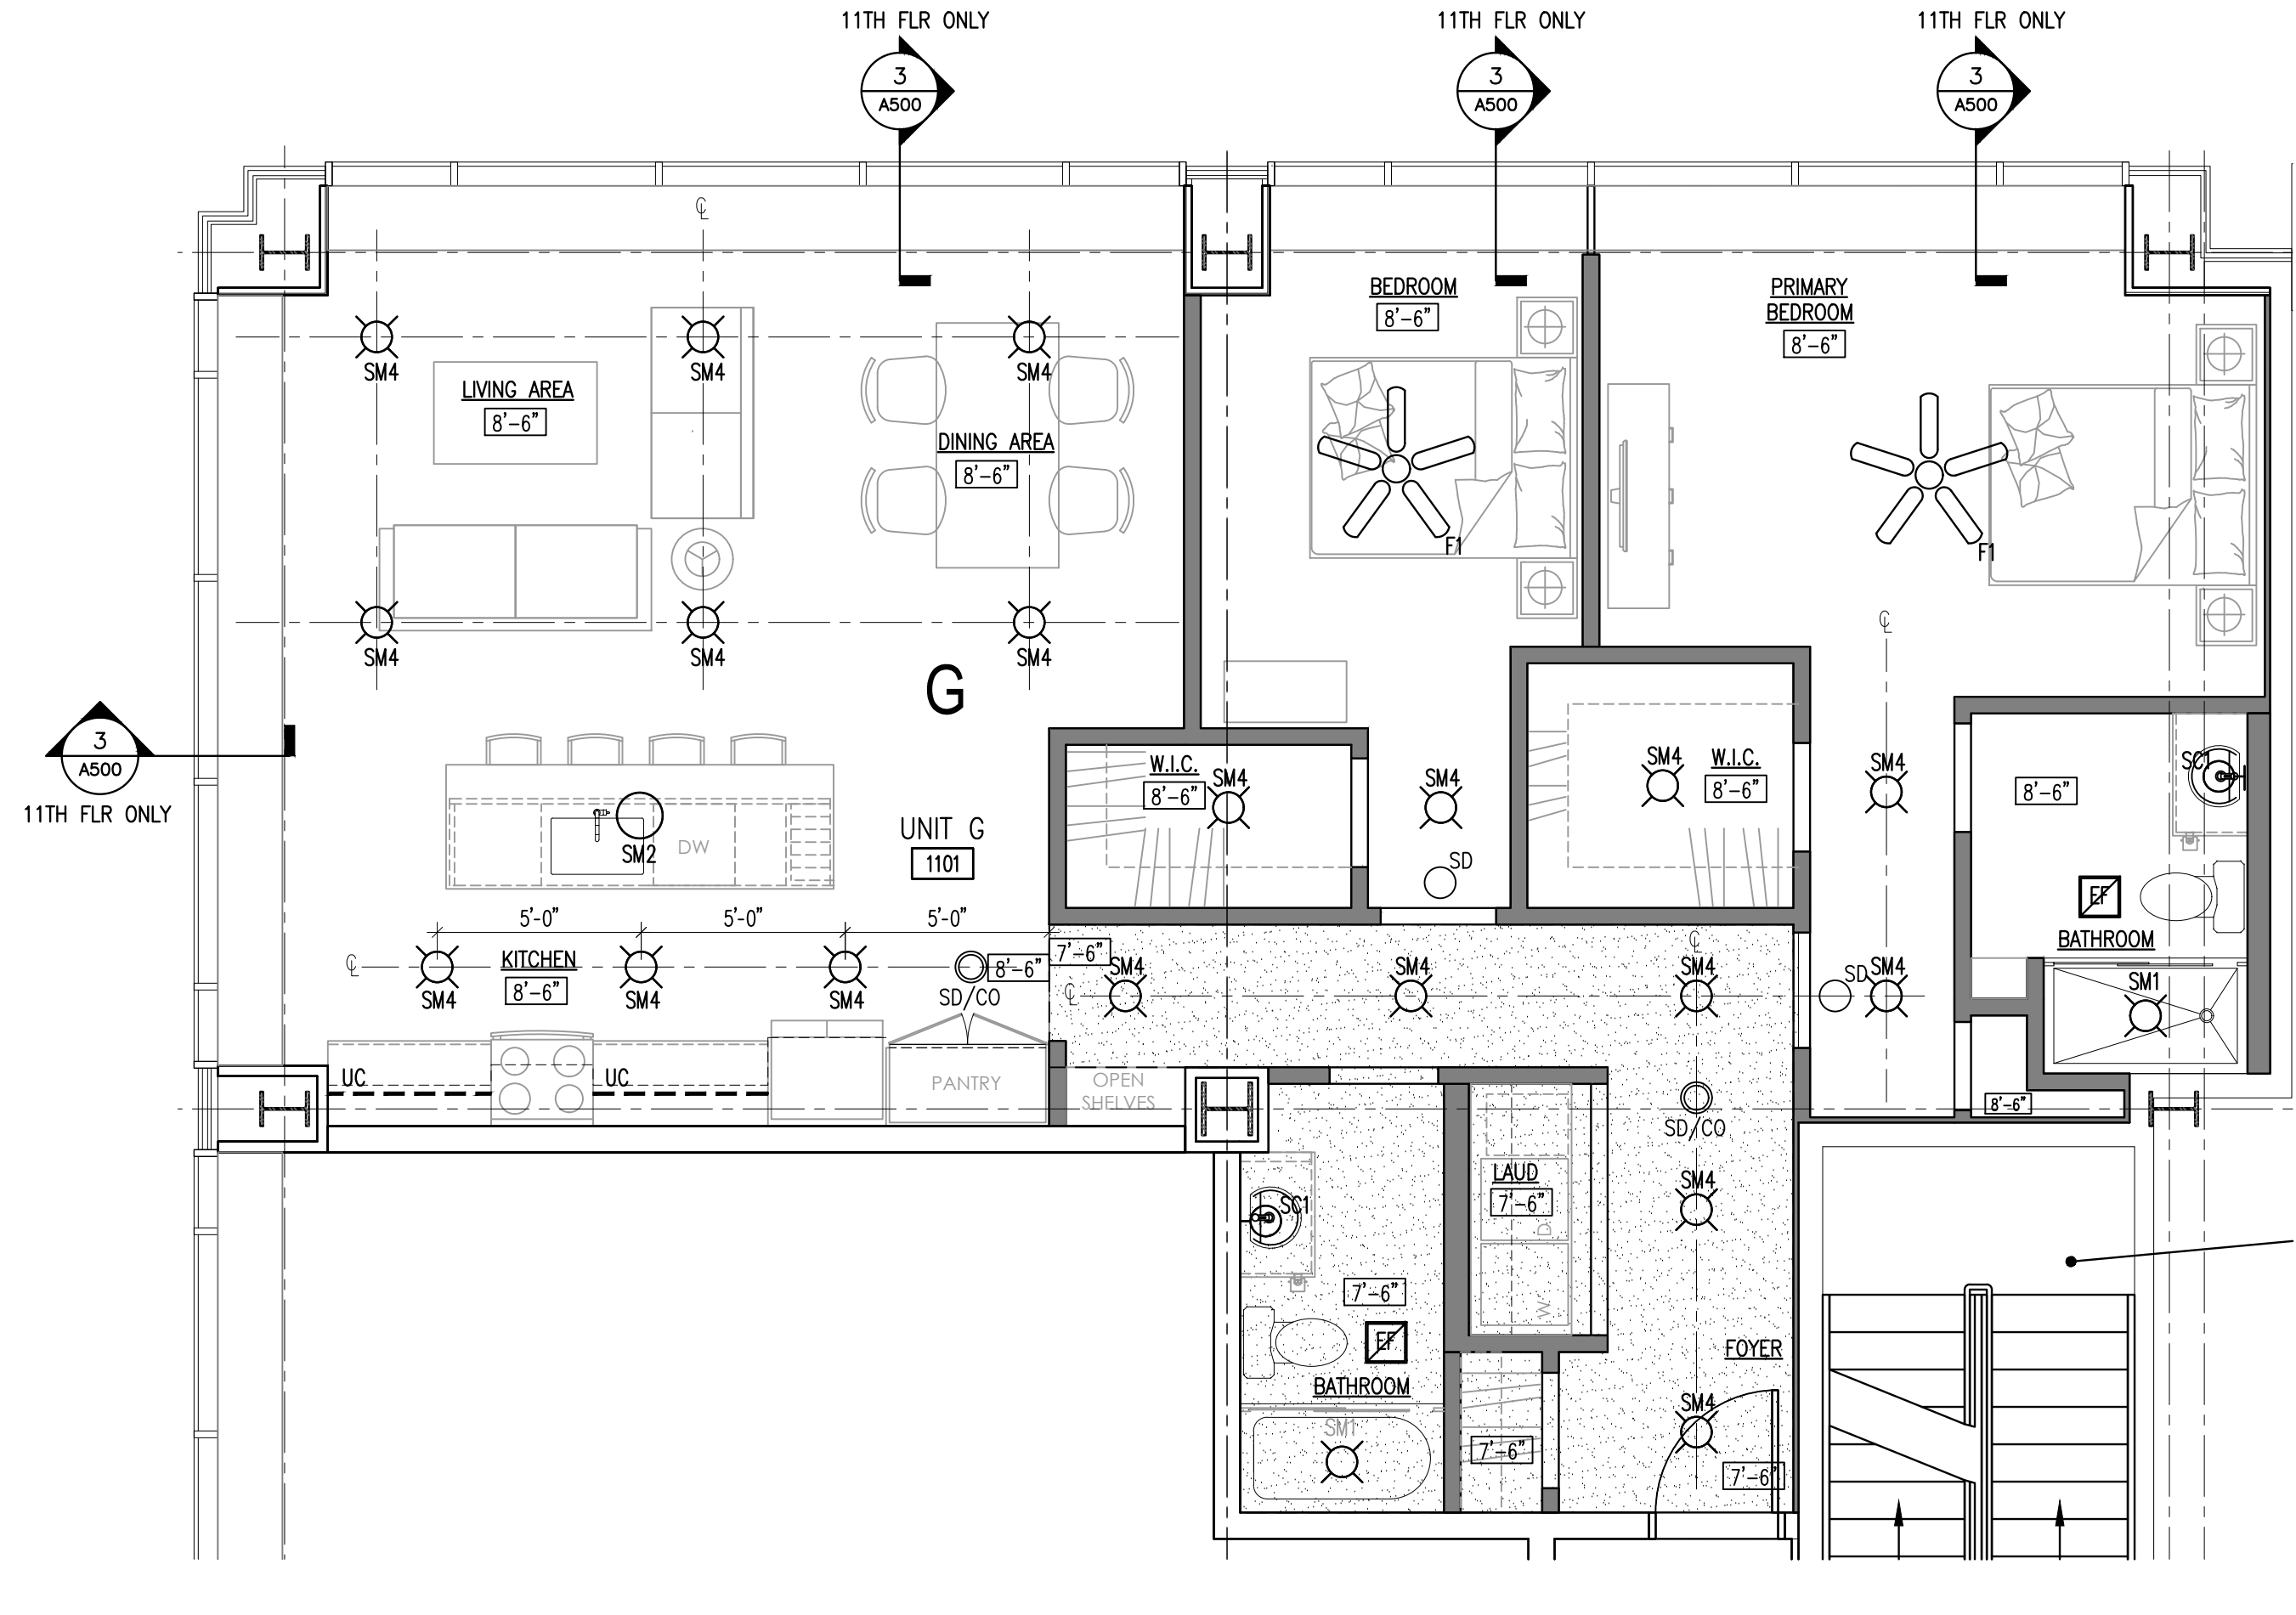 11TH FLR ONLY
3
A500
11TH FLR ONLY
3
A500
11TH FLR ONLY
3
A500
℄
BEDROOM
8'-6"
PRIMARY
BEDROOM
8'-6"
SM4
SM4
SM4
LIVING AREA
8'-6"
DINING AREA
8'-6"
F1
F1
℄
SM4
SM4
SM4
G
3
A500
11TH FLR ONLY
W.I.C.
8'-6"
SM4
SM4
SM4
W.I.C.
8'-6"
SM4
8'-6"
SC1
SM2
DW
UNIT G
1101
SD
EF
5'-0"
5'-0"
5'-0"
BATHROOM
℄
KITCHEN
8'-6"
SM4
SM4
SM4
SD/CO
8'-6"
7'-6"
℄
SM4
SM4
℄
SM4
SD
SM4
SM1
UC
UC
PANTRY
OPEN
SHELVES
8'-6"
SD/CO
LAUD
7'-6"
D
SM4
SC1
7'-6"
W
EF
FOYER
BATHROOM
SM1
SM4
7'-6"
7'-6"